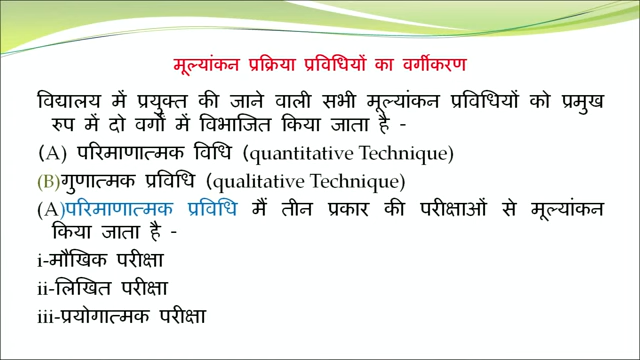 मूल्यांकन प्रक्रिया प्रविधियों का वर्गीकरण
विद्यालय में प्रयुक्त की जाने वाली सभी मूल्यांकन प्रविधियों को प्रमुख
रुप में दो वर्गों में विभाजित किया जाता है -
(A) परिमाणात्मक विधि (quantitative Technique)
(B)गुणात्मक प्रविधि (qualitative Technique)
(A)परिमाणात्मक प्रविधि मैं तीन प्रकार की परीक्षाओं से मूल्यांकन
किया जाता है -
i-मौखिक परीक्षा
ii-लिखित परीक्षा
iii-प्रयोगात्मक परीक्षा